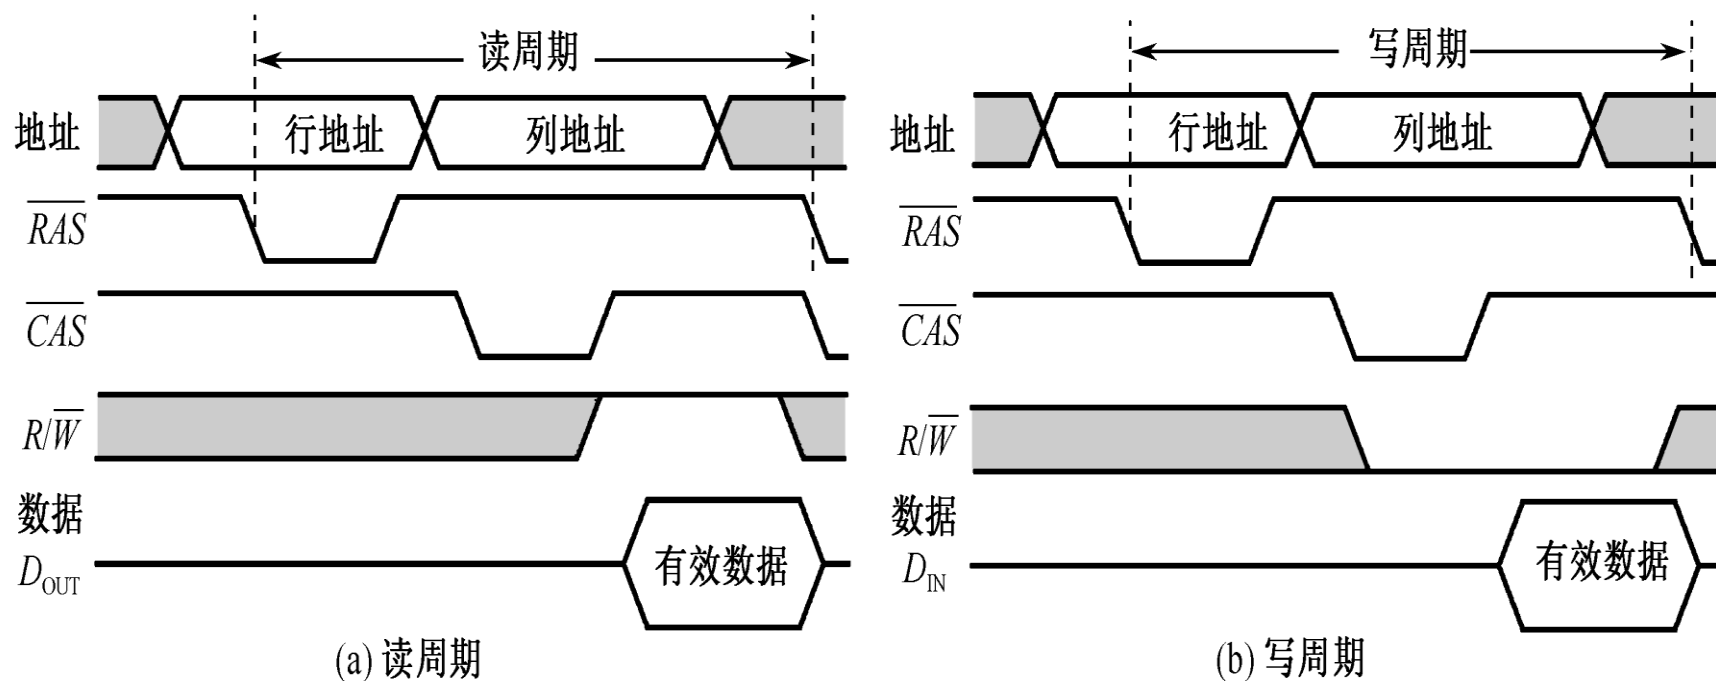 读周期
地址
行地址
列地址
RAS
CAS
R/W
数据
D_OUT
有效数据
(a) 读周期
写周期
地址
行地址
列地址
RAS
CAS
R/W
数据
D_IN
有效数据
(b) 写周期